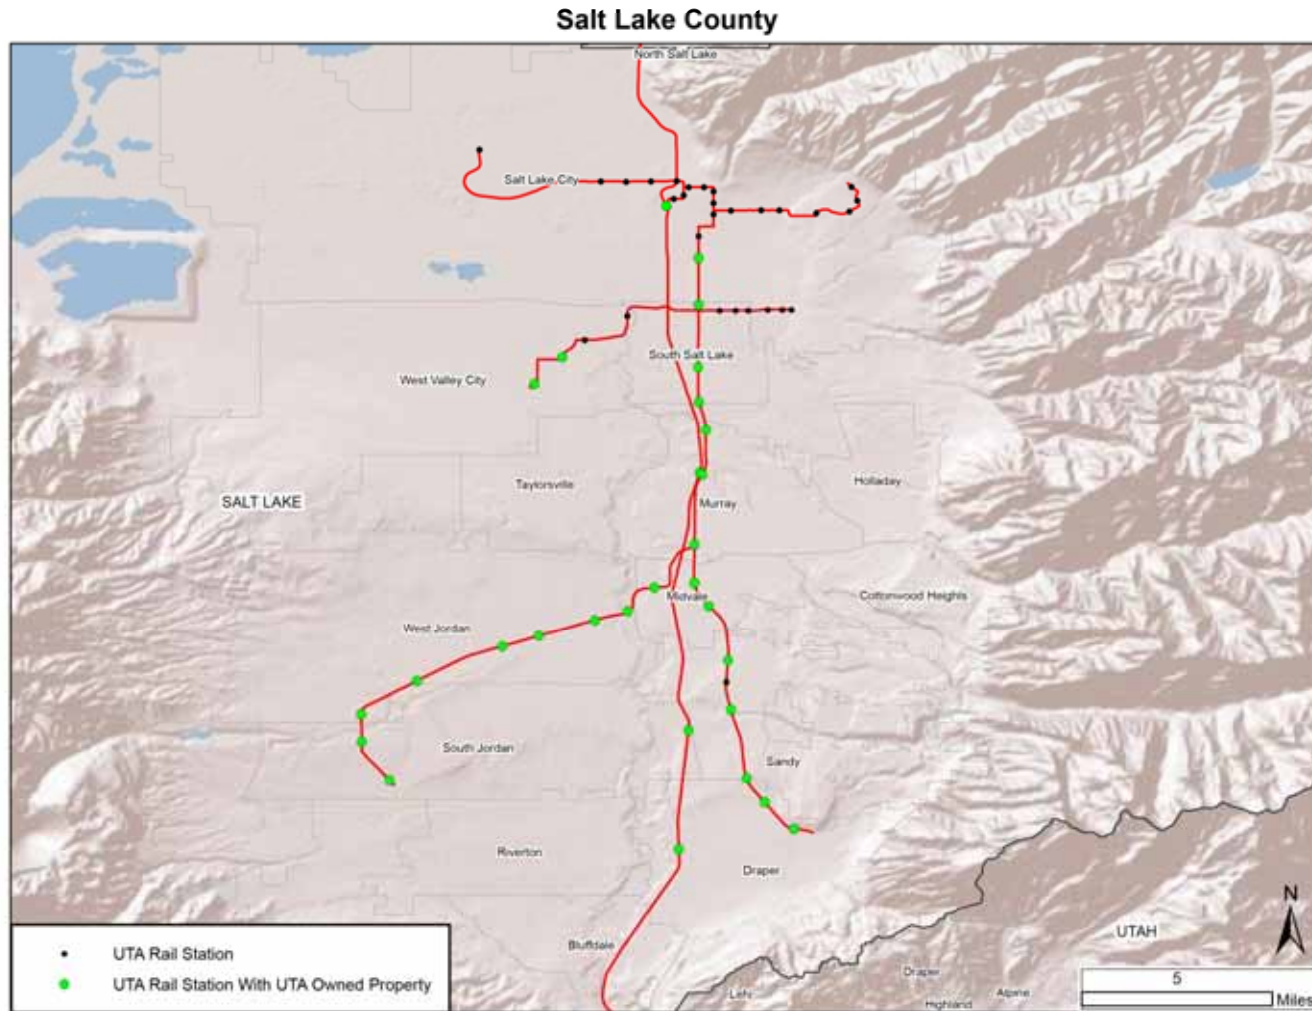 Salt Lake County
North Salt Lake
Salt Lake City
South Salt Lake
West Valley City
Taylorsville
Holladay
SALT LAKE
Murray
Midvale
Cottonwood Heights
West Jordan
South Jordan
Sandy
Riverton
Draper
Bluffdale
UTA Rail Station
UTA Rail Station With UTA Owned Property
N
UTAH
Draper
Lehi
Alpine
Highland
5
Miles